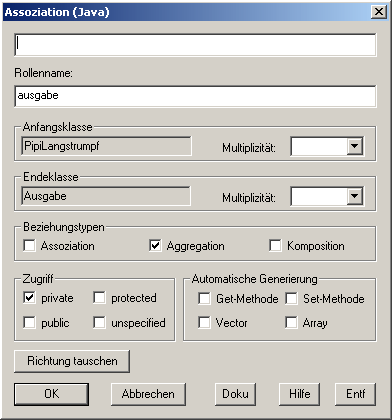 Assoziation (Java)
Rollenname:
ausgabe
Anfangsklasse
PipiLangstrumpf Multiplizität:
Endeklasse
Ausgabe Multiplizität:
Beziehungstypen
Assoziation Aggregation Komposition
Zugriff Automatische Generierung
private protected Get-Methode Set-Methode
public unspecified Vector Array
Richtung tauschen
OK Abbrechen Doku Hilfe Entf